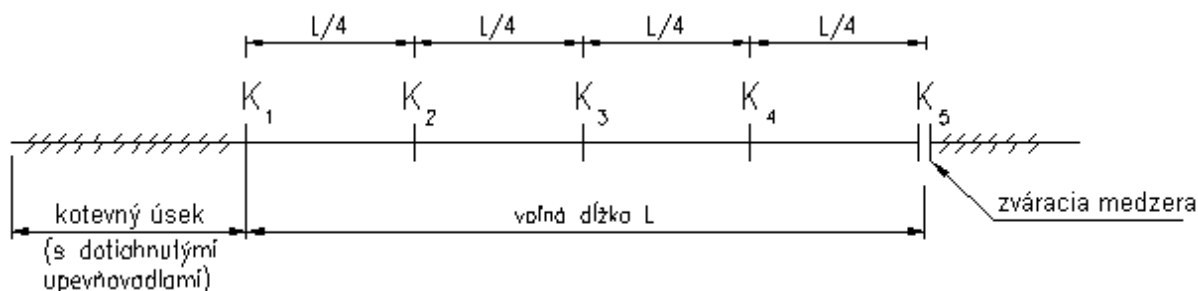 L/4 L/4 L/4 L/4
K1 K2 K3 K4 K5
kotevný úsek
(s dotiahnutými
upevňovadlami)
voľná dĺžka L
zváracia medzera